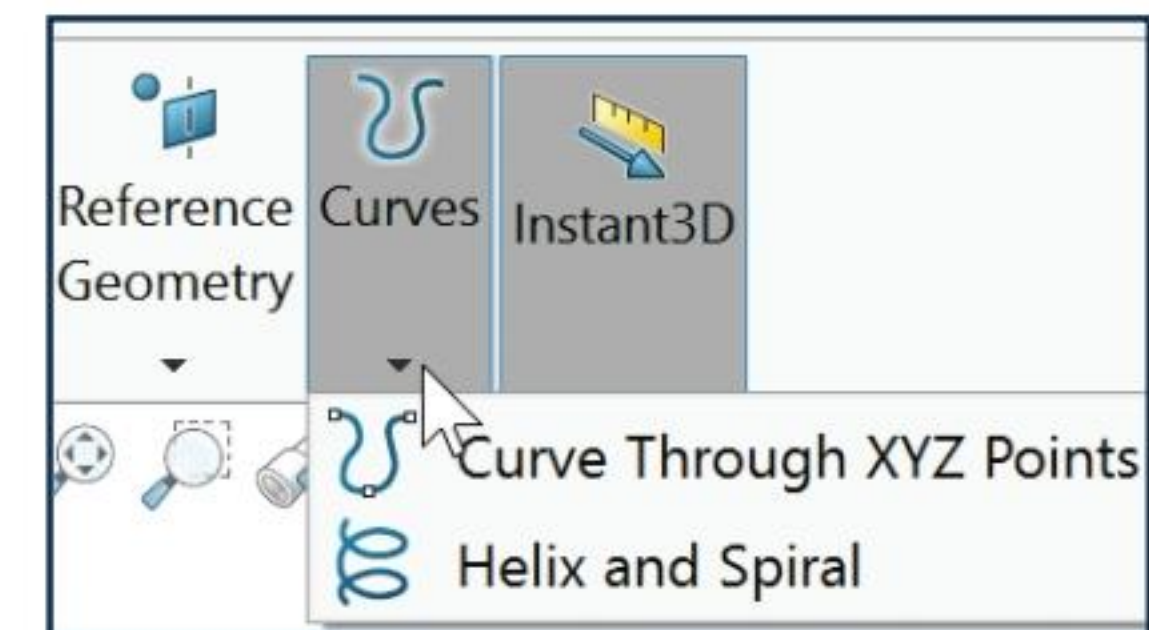 Reference
Geometry
Curves
Instant3D
Curve Through XYZ Points
Helix and Spiral